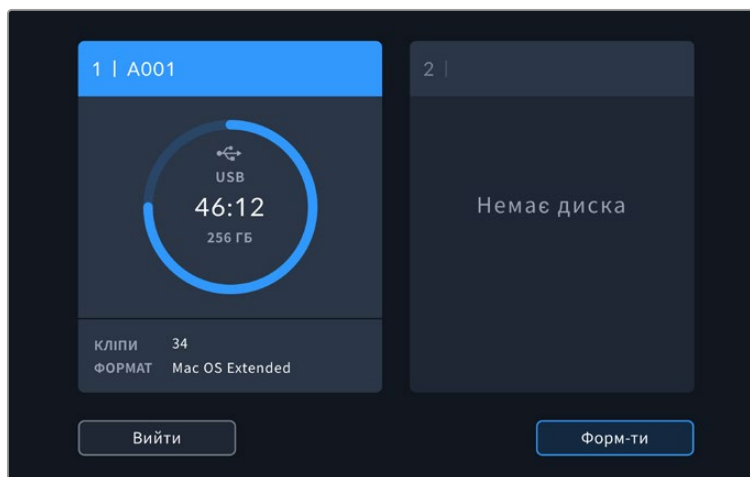 1 | A001
2 |
USB
46:12
256 ГБ
Немає диска
КЛІПИ 34
ФОРМАТ Mac OS Extended
Вийти
Форм-ти